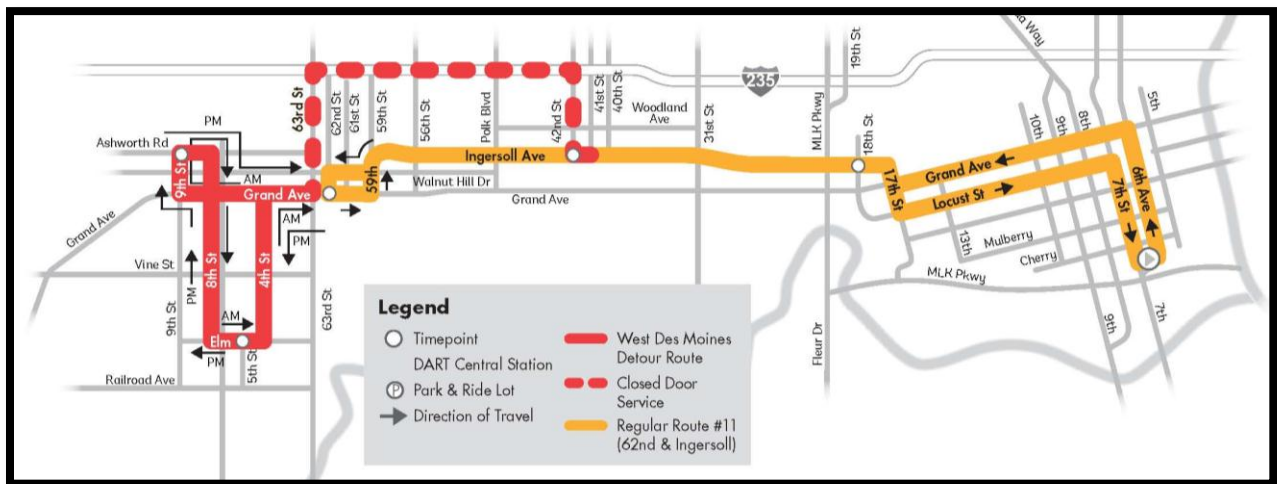 a Way
19th St
5th
63rd St
62nd St
61st St
59th St
56th St
Polk Blvd
42nd St
41st St
40th St
Woodland
Ave
31st St
MLK Pkwy
235
10th
9th
8th
PM
Ashworth Rd
18th St
AM
9th St
Ingersoll Ave
Grand Ave
59th
Walnut Hill Dr
Grand Ave
17th St
Grand Ave
Locust St
7th St
6th Ave
Grand Ave
AM
PM
13th
Mulberry
Cherry
MLK Pkwy
Vine St
8th St
4th St
9th St
PM
AM
Elm
PM
5th St
63rd St
Railroad Ave
Fleur Dr
9th
7th
Legend
Timepoint
DART Central Station
P Park & Ride Lot
Direction of Travel
West Des Moines
Detour Route
Closed Door
Service
Regular Route #11
(62nd & Ingersoll)